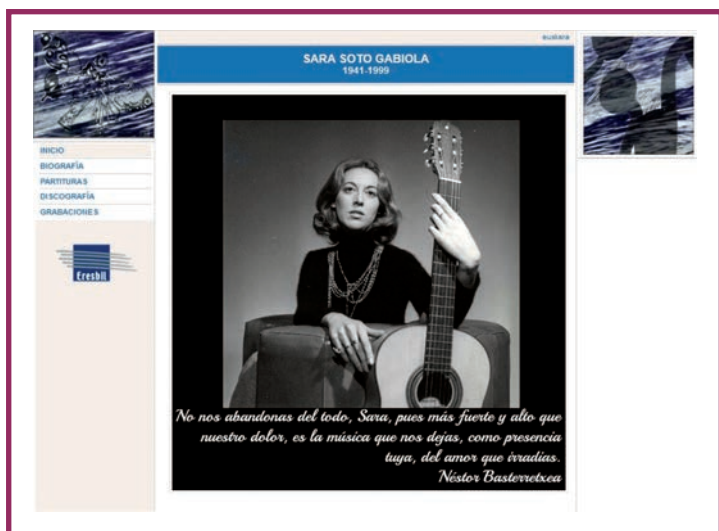 euskera
SARA SOTO GABIOLA
1941-1999
INICIO
BIOGRAFÍA
PARTITURAS
DISCOGRAFÍA
GRABACIONES
Eresbil
No nos abandonas del todo, Sara, pues más fuerte y alto que
nuestro dolor, es la música que nos dejas, como presencia
tuya, del amor que irradias.
Néstor Basterretxea